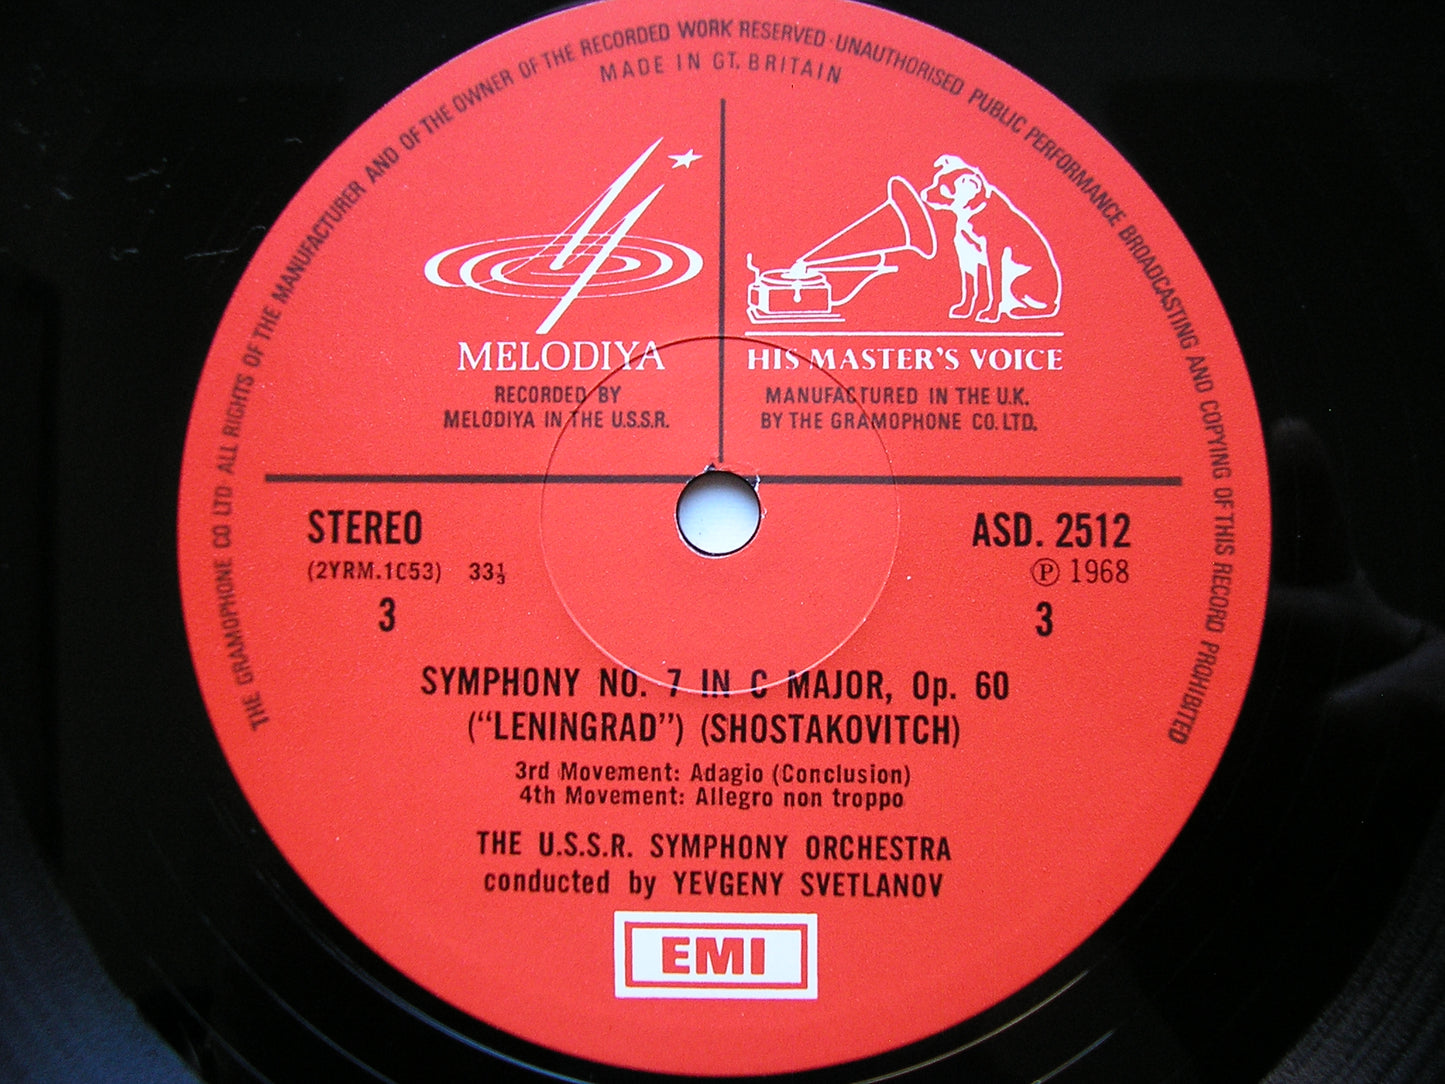 THE GRAMOPHONE CO LTD ALL RIGHTS OF THE MANUFACTURER AND OF THE OWNER OF THE RECORDED WORK RESERVED · UNAUTHORISED PUBLIC PERFORMANCE BROADCASTING AND COPYING OF THIS RECORD PROHIBITED
MADE IN GT. BRITAIN
MELODIYA
RECORDED BY
MELODIYA IN THE U.S.S.R.
HIS MASTER'S VOICE
MANUFACTURED IN THE U.K.
BY THE GRAMOPHONE CO. LTD.
STEREO
ASD. 2512
(2YRM.1C53) 33⅓
℗ 1968
3
3
SYMPHONY NO. 7 IN C MAJOR, Op. 60
("LENINGRAD") (SHOSTAKOVITCH)
3rd Movement: Adagio (Conclusion)
4th Movement: Allegro non troppo
THE U.S.S.R. SYMPHONY ORCHESTRA
conducted by YEVGENY SVETLANOV
EMI